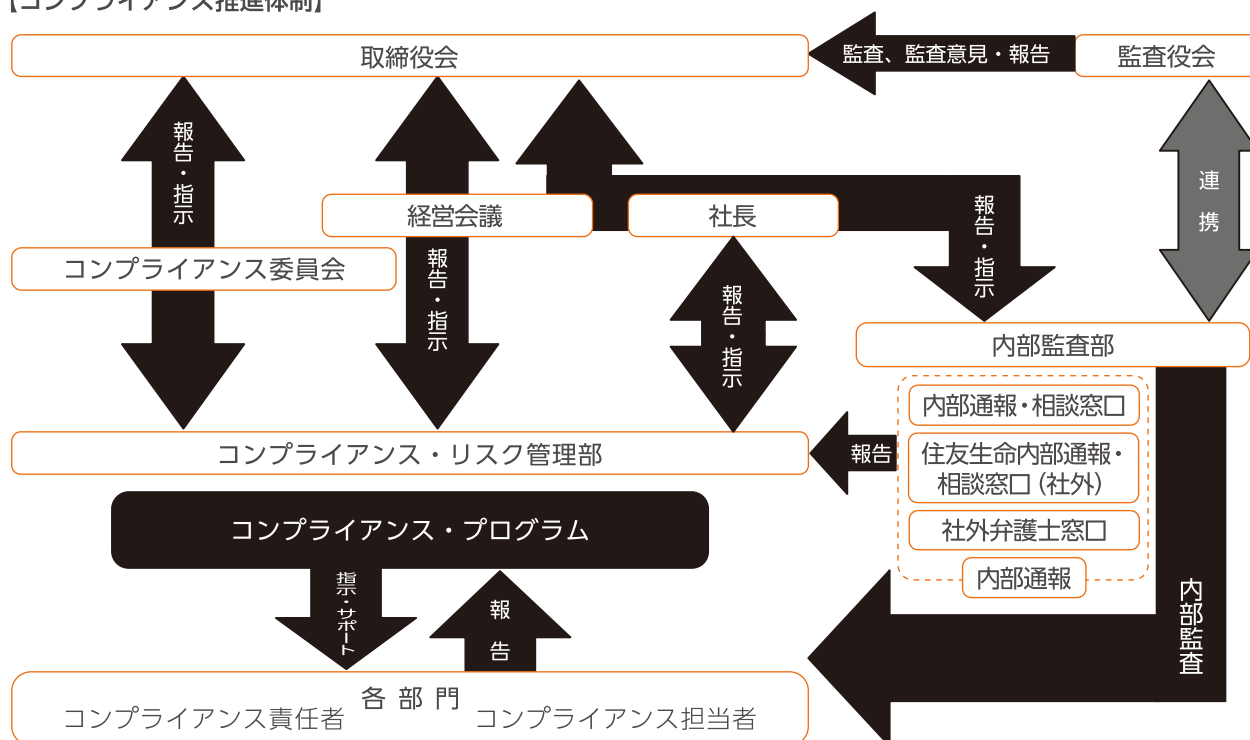 【コンプライアンス推進体制】
取締役会
監査、監査意見・報告
監査役会
報告・指示
連携
経営会議
社長
報告・指示
コンプライアンス委員会
報告・指示
報告・指示
内部監査部
内部通報・相談窓口
コンプライアンス・リスク管理部
報告
住友生命内部通報・
相談窓口（社外）
社外弁護士窓口
内部通報
コンプライアンス・プログラム
指示・サポート
報告
内部監査
各部門
コンプライアンス責任者
コンプライアンス担当者